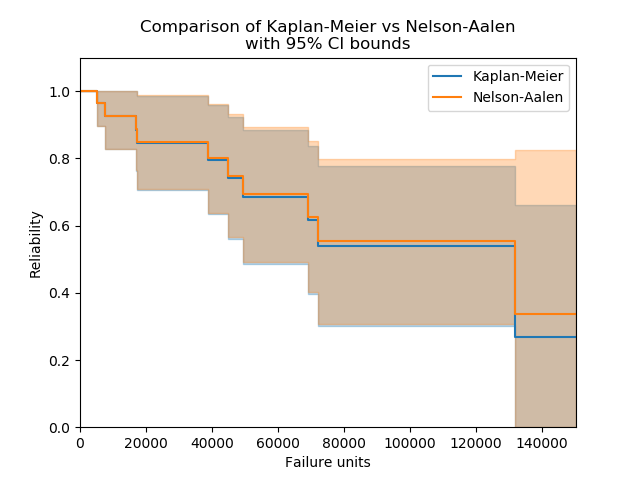 Comparison of Kaplan-Meier vs Nelson-Aalen
with 95% CI bounds
Kaplan-Meier
Nelson-Aalen
Reliability
1.0
0.8
0.6
0.4
0.2
0.0
0 20000 40000 60000 80000 100000 120000 140000
Failure units